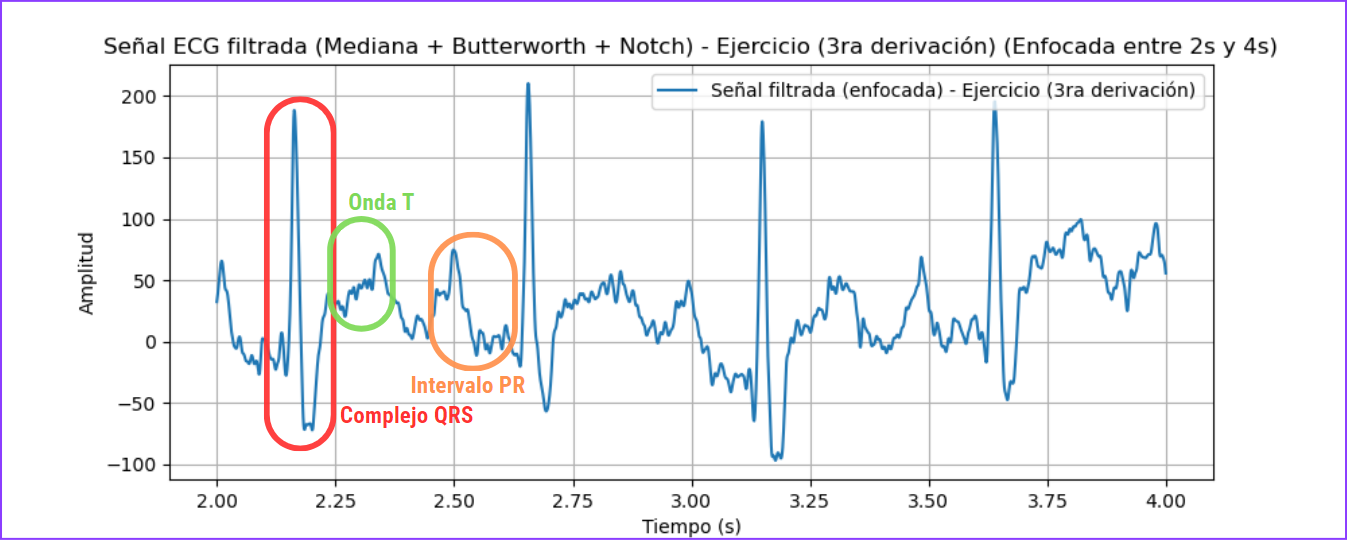 Señal ECG filtrada (Mediana + Butterworth + Notch) - Ejercicio (3ra derivación) (Enfocada entre 2s y 4s)
Señal filtrada (enfocada) - Ejercicio (3ra derivación)
200
150
100
50
0
−50
−100
Amplitud
Onda T
Intervalo PR
Complejo QRS
2.00 2.25 2.50 2.75 3.00 3.25 3.50 3.75 4.00
Tiempo (s)